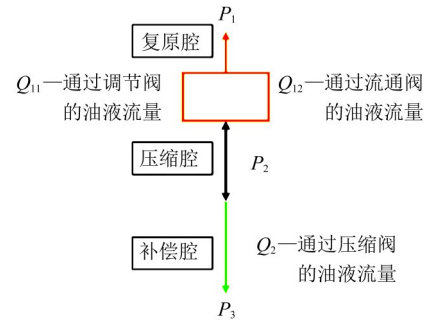 P₁
复原腔
Q₁₁—通过调节阀
的油液流量
Q₁₂—通过流通阀
的油液流量
压缩腔
P₂
补偿腔
Q₂—通过压缩阀
的油液流量
P₃